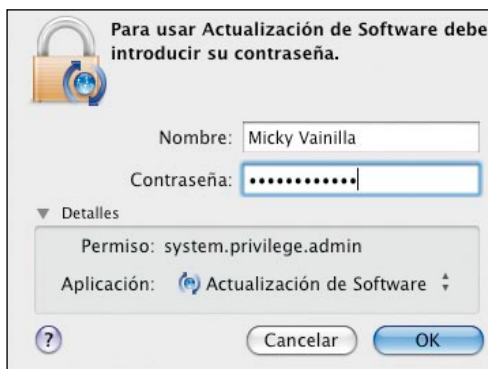 Para usar Actualización de Software debe
introducir su contraseña.
Nombre: Micky Vainilla
Contraseña: ••••••••••••
Detalles
Permiso: system.privilege.admin
Aplicación: Actualización de Software
? Cancelar OK